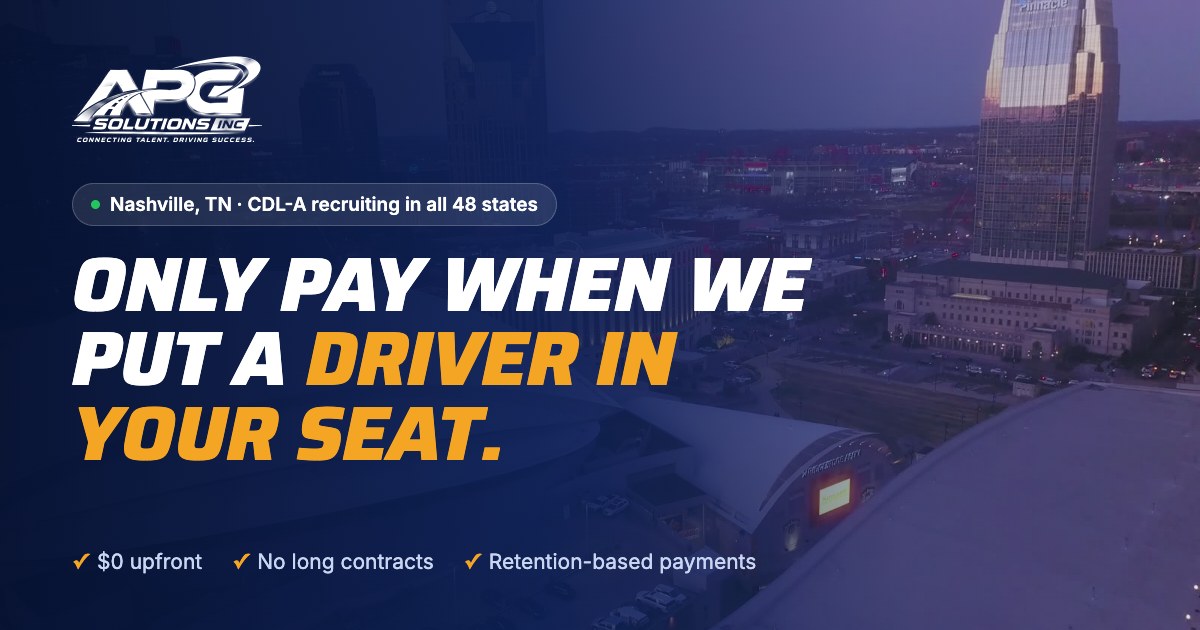 Pinnacle
APG
SOLUTIONS INC
CONNECTING TALENT. DRIVING SUCCESS.
Nashville, TN · CDL-A recruiting in all 48 states
ONLY PAY WHEN WE
PUT A DRIVER IN
YOUR SEAT.
✓ $0 upfront ✓ No long contracts ✓ Retention-based payments